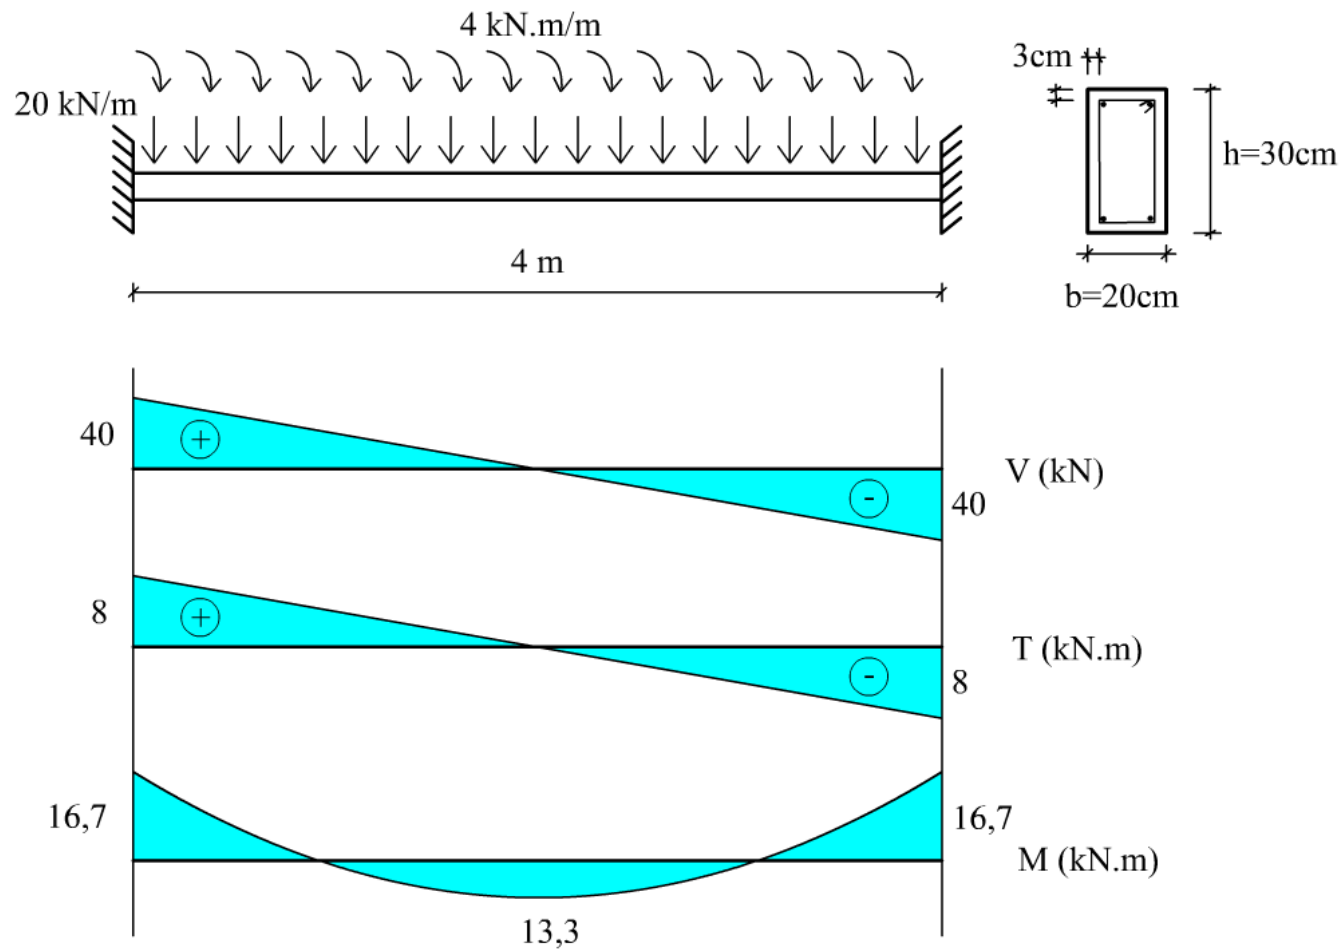 4 kN.m/m
20 kN/m
4 m
3cm
h=30cm
b=20cm
40
+
-
40
V (kN)
8
+
-
8
T (kN.m)
16,7
16,7
M (kN.m)
13,3